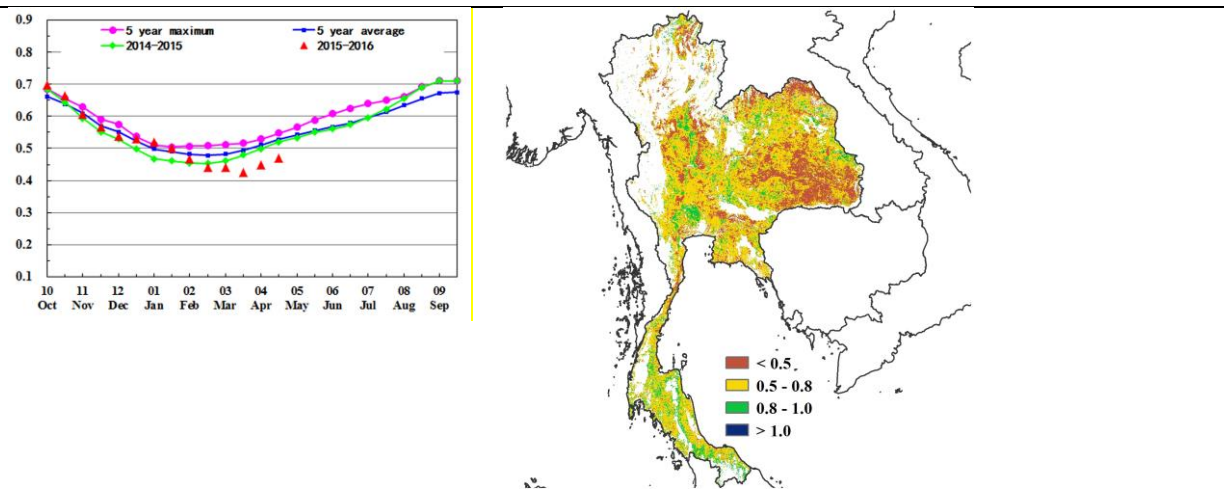 0.9
5 year maximum
5 year average
2014-2015
2015-2016
0.8
0.7
0.6
0.5
0.4
0.3
0.2
0.1
10 11 12 01 02 03 04 05 06 07 08 09
Oct Nov Dec Jan Feb Mar Apr May Jun Jul Aug Sep
< 0.5
0.5 - 0.8
0.8 - 1.0
> 1.0